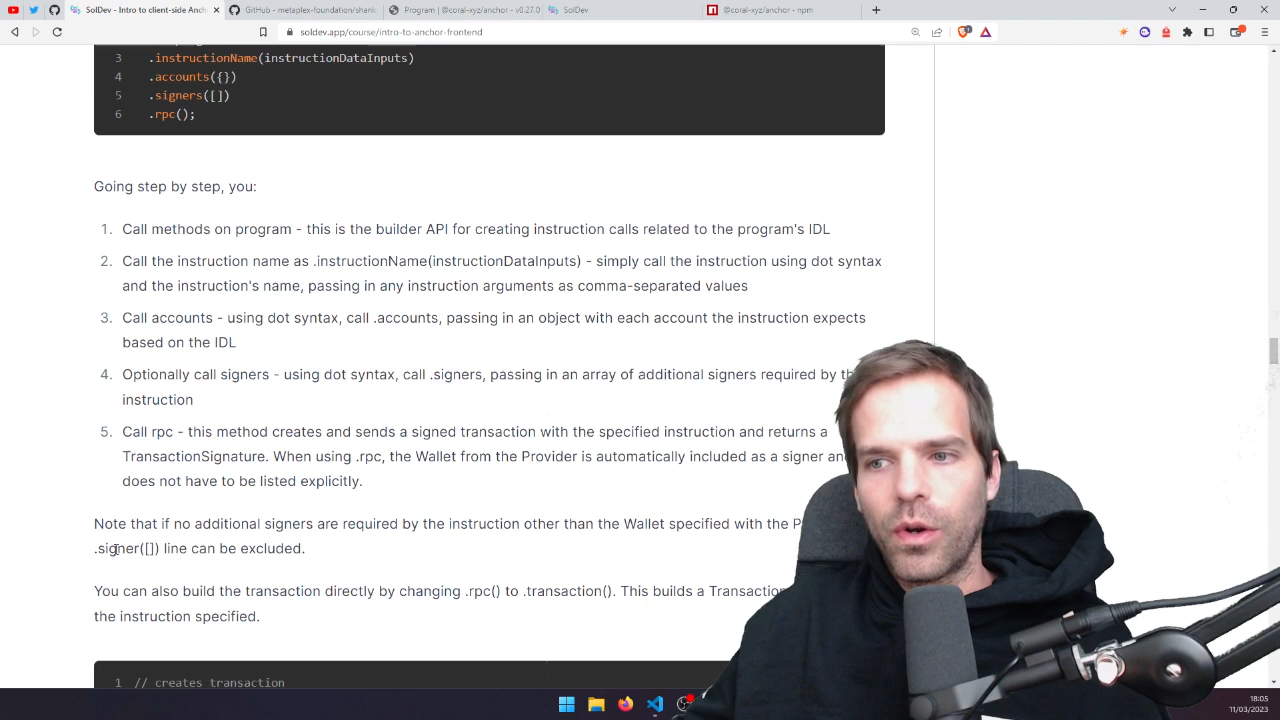 SolDev - Intro to client-side Anch
GitHub - metaplex-foundation/shank
Program | @coral-xyz/anchor - v0.27.0
SolDev
@coral-xyz/anchor - npm
soldev.app/course/intro-to-anchor-frontend
3 .instructionName(instructionDataInputs)
4 .accounts({})
5 .signers([])
6 .rpc();
Going step by step, you:
1. Call methods on program - this is the builder API for creating instruction calls related to the program's IDL
2. Call the instruction name as .instructionName(instructionDataInputs) - simply call the instruction using dot syntax
and the instruction's name, passing in any instruction arguments as comma-separated values
3. Call accounts - using dot syntax, call .accounts, passing in an object with each account the instruction expects
based on the IDL
4. Optionally call signers - using dot syntax, call .signers, passing in an array of additional signers required by
instruction
5. Call rpc - this method creates and sends a signed transaction with the specified instruction and returns a
TransactionSignature. When using .rpc, the Wallet from the Provider is automatically included as a signer
does not have to be listed explicitly.
Note that if no additional signers are required by the instruction other than the Wallet specified with the
.signer([]) line can be excluded.
You can also build the transaction directly by changing .rpc() to .transaction(). This builds a Transaction
the instruction specified.
1 // creates transaction
18:05
11/03/2023